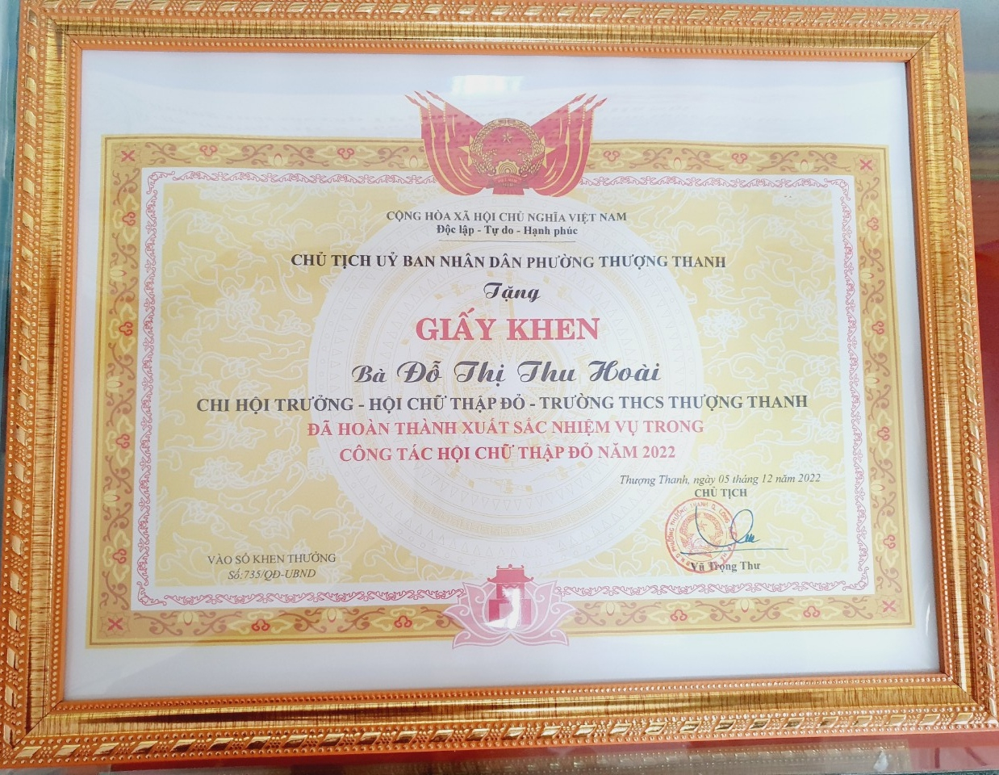 CỘNG HÒA XÃ HỘI CHỦ NGHĨA VIỆT NAM
Độc lập - Tự do - Hạnh phúc
CHỦ TỊCH UỶ BAN NHÂN DÂN PHƯỜNG THƯỢNG THANH
Tặng
GIẤY KHEN
Bà Đỗ Thị Thu Hoài
CHI HỘI TRƯỞNG - HỘI CHỮ THẬP ĐỎ - TRƯỜNG THCS THƯỢNG THANH
ĐÃ HOÀN THÀNH XUẤT SẮC NHIỆM VỤ TRONG
CÔNG TÁC HỘI CHỮ THẬP ĐỎ NĂM 2022
Thượng Thanh, ngày 05 tháng 12 năm 2022
CHỦ TỊCH
Vũ Trọng Thư
VÀO SỔ KHEN THƯỞNG
Số:735/QĐ-UBND